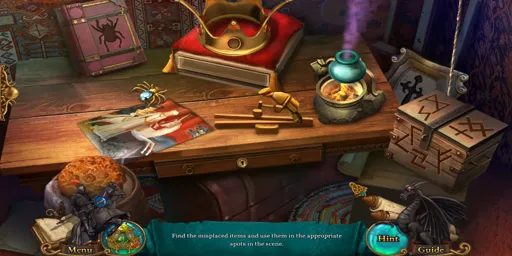 Find the misplaced items and use them in the appropriate
spots in the scene.
Menu
Hint
Guide